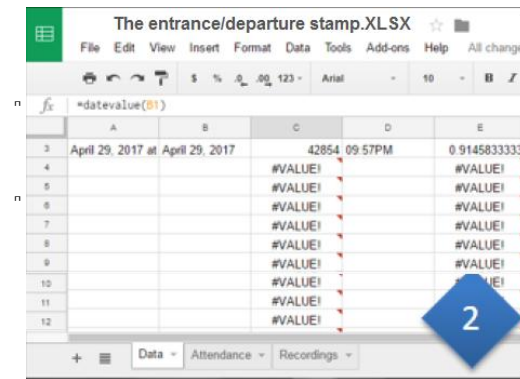 The entrance/departure stamp.XLSX
File Edit View Insert Format Data Tools Add-ons Help All change
$ % .0 .00 123 - Arial 10 B I
fx =datevalue(B1)
A B C D E
3 April 29, 2017 at April 29, 2017 42854 09:57PM 0.9145833333
4 #VALUE! #VALUE!
5 #VALUE! #VALUE!
6 #VALUE! #VALUE!
7 #VALUE! #VALUE!
8 #VALUE! #VALUE!
9 #VALUE! #VALUE!
10 #VALUE! UE!
11 #VALUE!
12 #VALUE!
2
+ Data Attendance Recordings